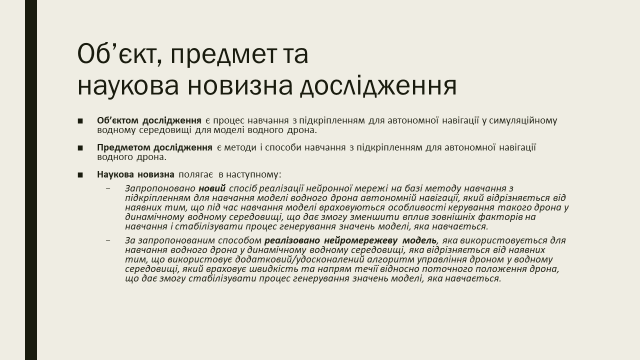 Об’єкт, предмет та
наукова новизна дослідження
■ Об’єктом дослідження є процес навчання з підкріпленням для автономної навігації у симуляційному
водному середовищі для моделі водного дрона.
■ Предметом дослідження є методи і способи навчання з підкріпленням для автономної навігації
водного дрона.
■ Наукова новизна полягає в наступному:
– Запропоновано новий спосіб реалізації нейронної мережі на базі методу навчання з
підкріпленням для навчання моделі водного дрона автономній навігації, який відрізняється від
наявних тим, що під час навчання моделі враховуються особливості керування такого дрона у
динамічному водному середовищі, що дає змогу зменшити вплив зовнішніх факторів на
навчання і стабілізувати процес генерування значень моделі, яка навчається.
– За запропонованим способом реалізовано нейромережеву модель, яка використовується для
навчання водного дрона у динамічному водному середовищі, яка відрізняється від наявних
тим, що використовує додатковий/удосконалений алгоритм управління дроном у водному
середовищі, який враховує швидкість та напрям течії відносно поточного положення дрона,
що дає змогу стабілізувати процес генерування значень моделі, яка навчається.